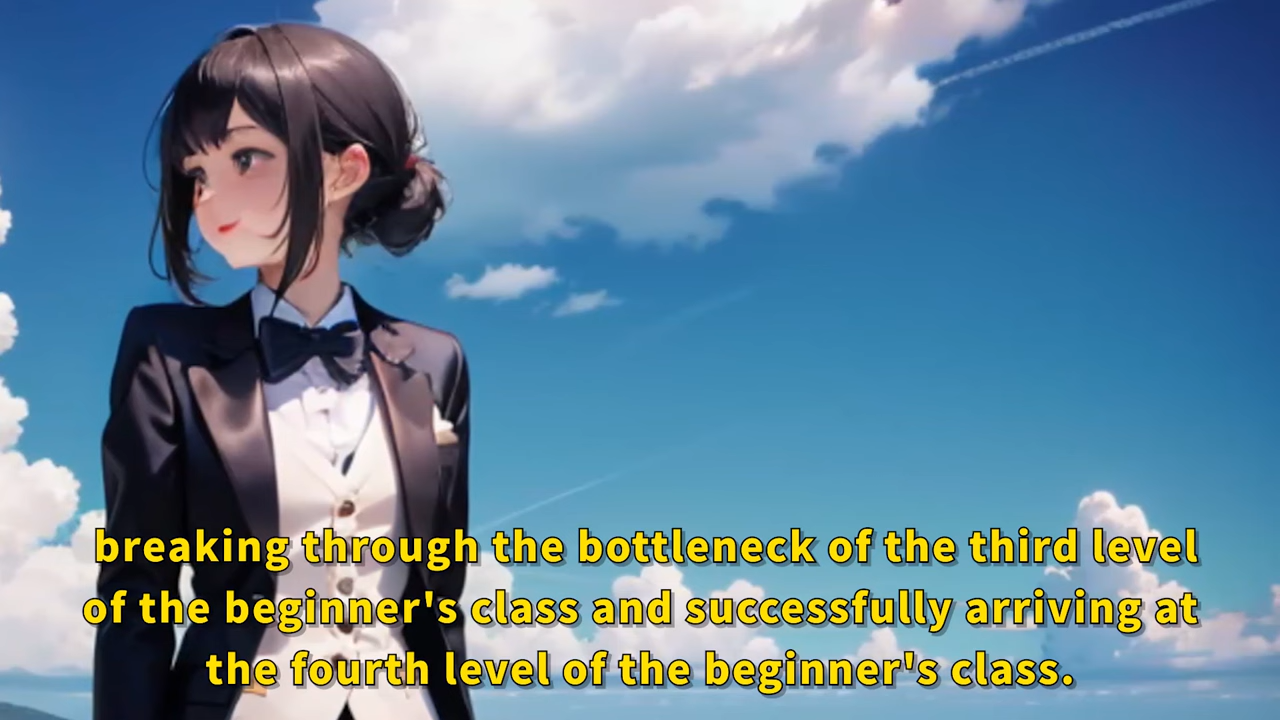 breaking through the bottleneck of the third level
of the beginner's class and successfully arriving at
the fourth level of the beginner's class.